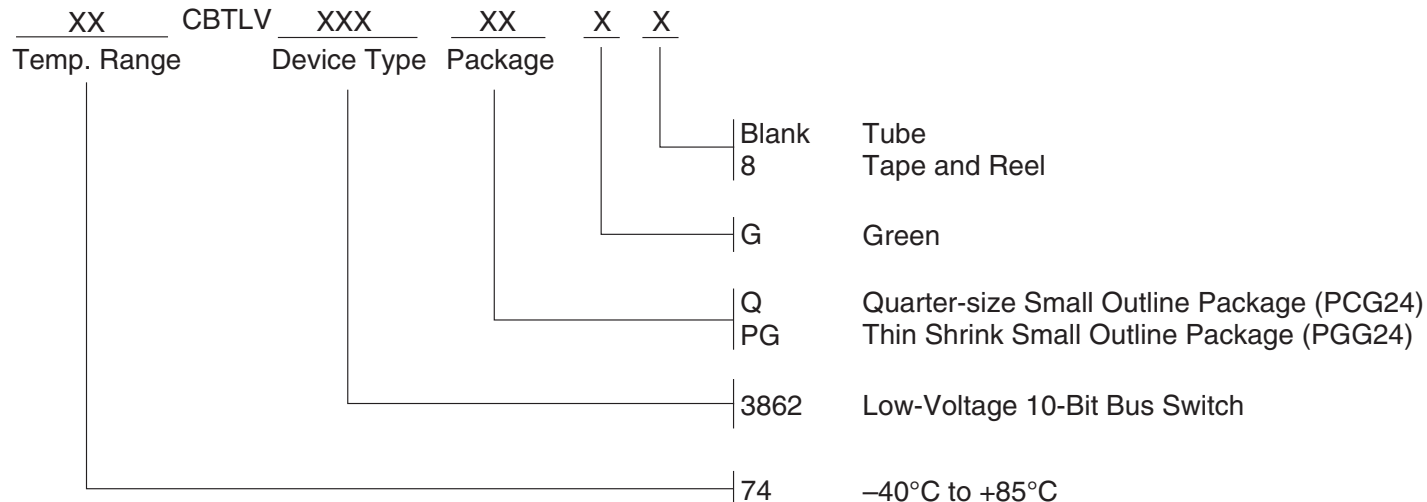 XX CBTLV XXX XX X X
Temp. Range Device Type Package
Blank Tube
8 Tape and Reel
G Green
Q Quarter-size Small Outline Package (PCG24)
PG Thin Shrink Small Outline Package (PGG24)
3862 Low-Voltage 10-Bit Bus Switch
74 –40°C to +85°C